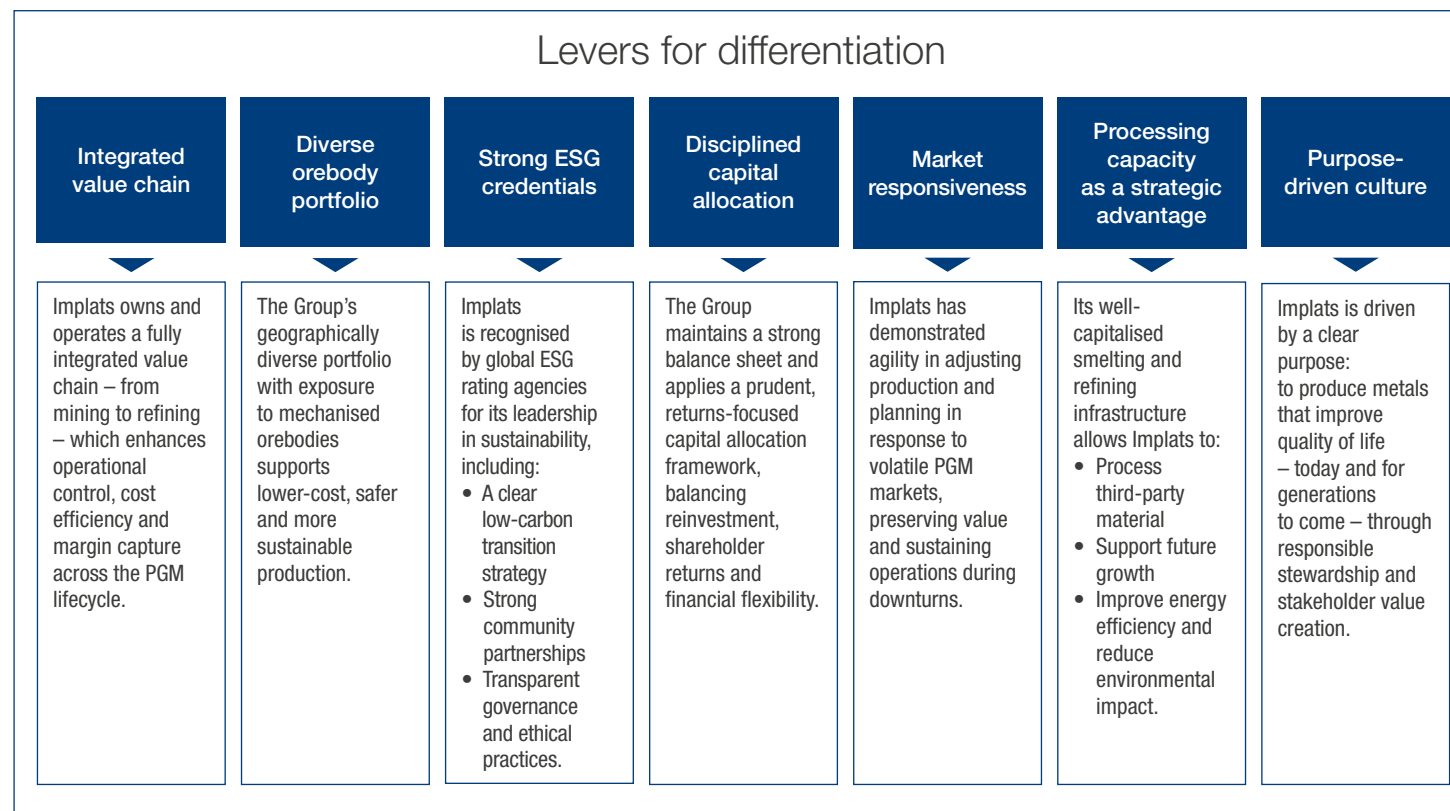 Levers for differentiation
Integrated
value chain
Implats owns and
operates a fully
integrated value
chain – from
mining to refining
– which enhances
operational
control, cost
efficiency and
margin capture
across the PGM
lifecycle.
Diverse
orebody
portfolio
The Group's
geographically
diverse portfolio
with exposure
to mechanised
orebodies
supports
lower-cost, safer
and more
sustainable
production.
Strong ESG
credentials
Implats
is recognised
by global ESG
rating agencies
for its leadership
in sustainability,
including:
• A clear
low-carbon
transition
strategy
• Strong
community
partnerships
• Transparent
governance
and ethical
practices.
Disciplined
capital
allocation
The Group
maintains a strong
balance sheet and
applies a prudent,
returns-focused
capital allocation
framework,
balancing
reinvestment,
shareholder
returns and
financial flexibility.
Market
responsiveness
Implats has
demonstrated
agility in adjusting
production and
planning in
response to
volatile PGM
markets,
preserving value
and sustaining
operations during
downturns.
Processing
capacity
as a strategic
advantage
Its well-
capitalised
smelting and
refining
infrastructure
allows Implats to:
• Process
third-party
material
• Support future
growth
• Improve energy
efficiency and
reduce
environmental
impact.
Purpose-
driven culture
Implats is driven
by a clear
purpose:
to produce metals
that improve
quality of life
– today and for
generations
to come – through
responsible
stewardship and
stakeholder value
creation.